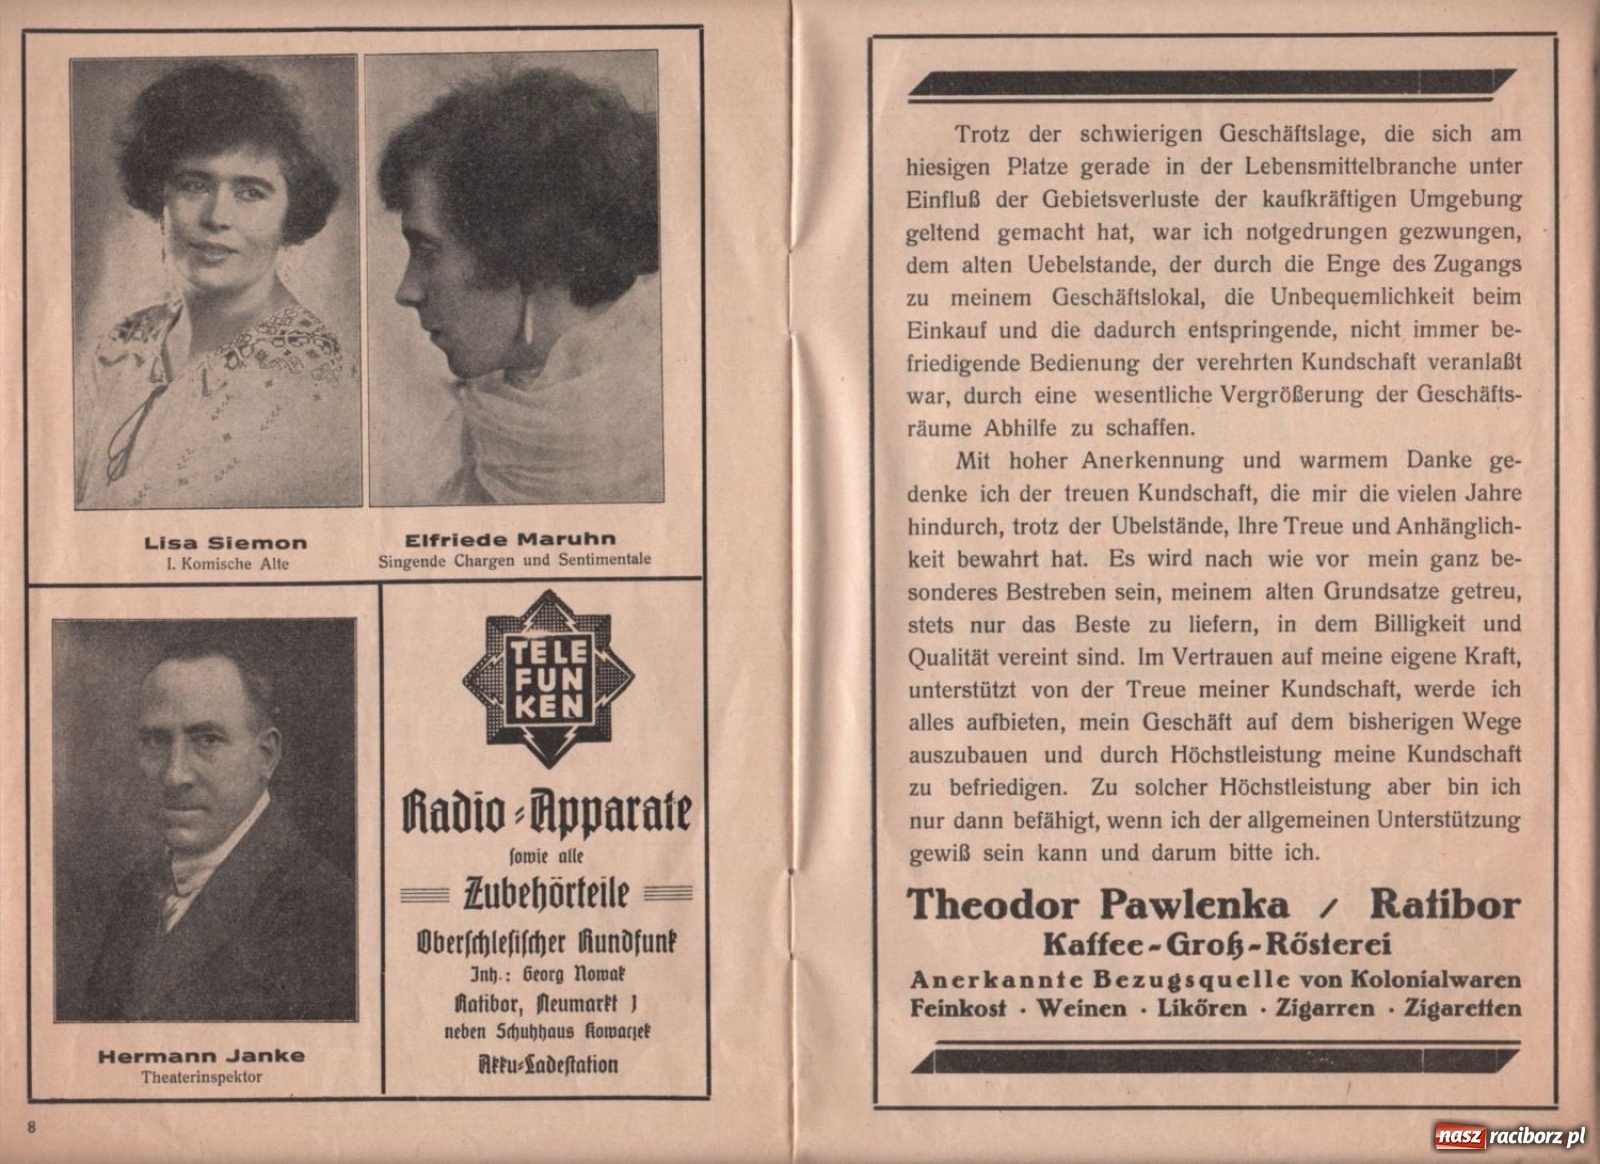 Lisa Siemon
I. Komische Alte
Elfriede Maruhn
Singende Chargen und Sentimentale
Hermann Janke
Theaterinspektor
TELE
FUN
KEN
Radio-Apparate
sowie alle
Zubehörteile
Oberschlesischer Rundfunk
Inh.: Georg Nowak
Ratibor, Neumarkt 1
neben Schuhhaus Kowaczek
Akku-Ladestation
8
Trotz der schwierigen Geschäftslage, die sich am
hiesigen Platze gerade in der Lebensmittelbranche unter
Einfluß der Gebietsverluste der kaufkräftigen Umgebung
geltend gemacht hat, war ich notgedrungen gezwungen,
dem alten Uebelstande, der durch die Enge des Zugangs
zu meinem Geschäftslokal, die Unbequemlichkeit beim
Einkauf und die dadurch entspringende, nicht immer be-
friedigende Bedienung der verehrten Kundschaft veranlaßt
war, durch eine wesentliche Vergrößerung der Geschäfts-
räume Abhilfe zu schaffen.
Mit hoher Anerkennung und warmem Danke ge-
denke ich der treuen Kundschaft, die mir die vielen Jahre
hindurch, trotz der Übelstände, Ihre Treue und Anhänglich-
keit bewahrt hat. Es wird nach wie vor mein ganz be-
sonderes Bestreben sein, meinem alten Grundsatze getreu,
stets nur das Beste zu liefern, in dem Billigkeit und
Qualität vereint sind. Im Vertrauen auf meine eigene Kraft,
unterstützt von der Treue meiner Kundschaft, werde ich
alles aufbieten, mein Geschäft auf dem bisherigen Wege
auszubauen und durch Höchstleistung meine Kundschaft
zu befriedigen. Zu solcher Höchstleistung aber bin ich
nur dann befähigt, wenn ich der allgemeinen Unterstützung
gewiß sein kann und darum bitte ich.
Theodor Pawlenka / Ratibor
Kaffee-Groß-Rösterei
Anerkannte Bezugsquelle von Kolonialwaren
Feinkost · Weinen · Likören · Zigarren · Zigaretten
nasz raciborz.pl